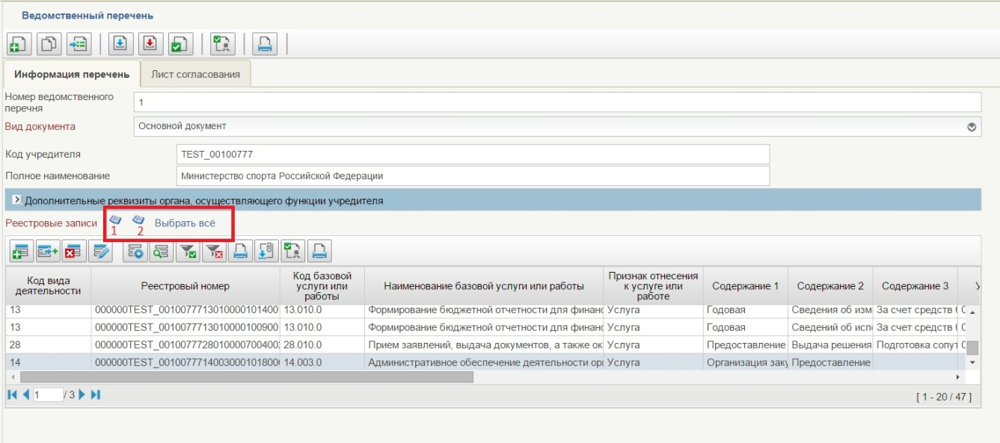 Ведомственный перечень
Информация перечень Лист согласования
Номер ведомственного перечня 1
Вид документа Основной документ
Код учредителя TEST_00100777
Полное наименование Министерство спорта Российской Федерации
Дополнительные реквизиты органа, осуществляющего функции учредителя
Реестровые записи 1 2 Выбрать всё
Код вида деятельности Реестровый номер Код базовой услуги или работы Наименование базовой услуги или работы Признак отнесения к услуге или работе Содержание 1 Содержание 2 Содержание 3 У
13 000000TEST_0010077713010000101400 13.010.0 Формирование бюджетной отчетности для финанс Услуга Годовая Сведения об изм За счет средств
13 000000TEST_0010077713010000100900 13.010.0 Формирование бюджетной отчетности для финанс Услуга Годовая Сведений об исп За счет средств
28 000000TEST_0010077728010000700400 28.010.0 Прием заявлений, выдача документов, а также ок Услуга Предоставление Выдача решения Подготовка сопут
14 000000TEST_00100777140030001018000 14.003.0 Административное обеспечение деятельности орг Услуга Организация заку Предоставление
1 / 3 [ 1 - 20 / 47 ]